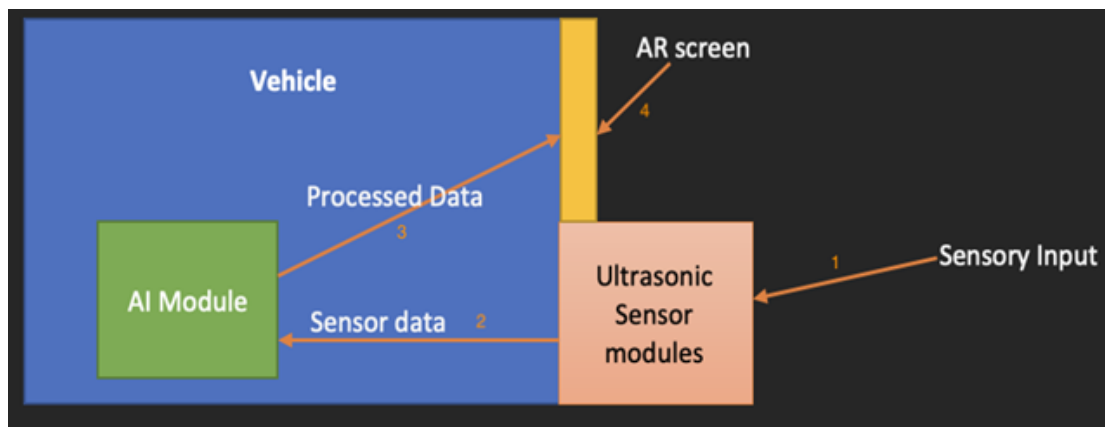 Vehicle
AR screen
4
Processed Data
3
AI Module
Sensor data
2
Ultrasonic
Sensor
modules
1
Sensory Input